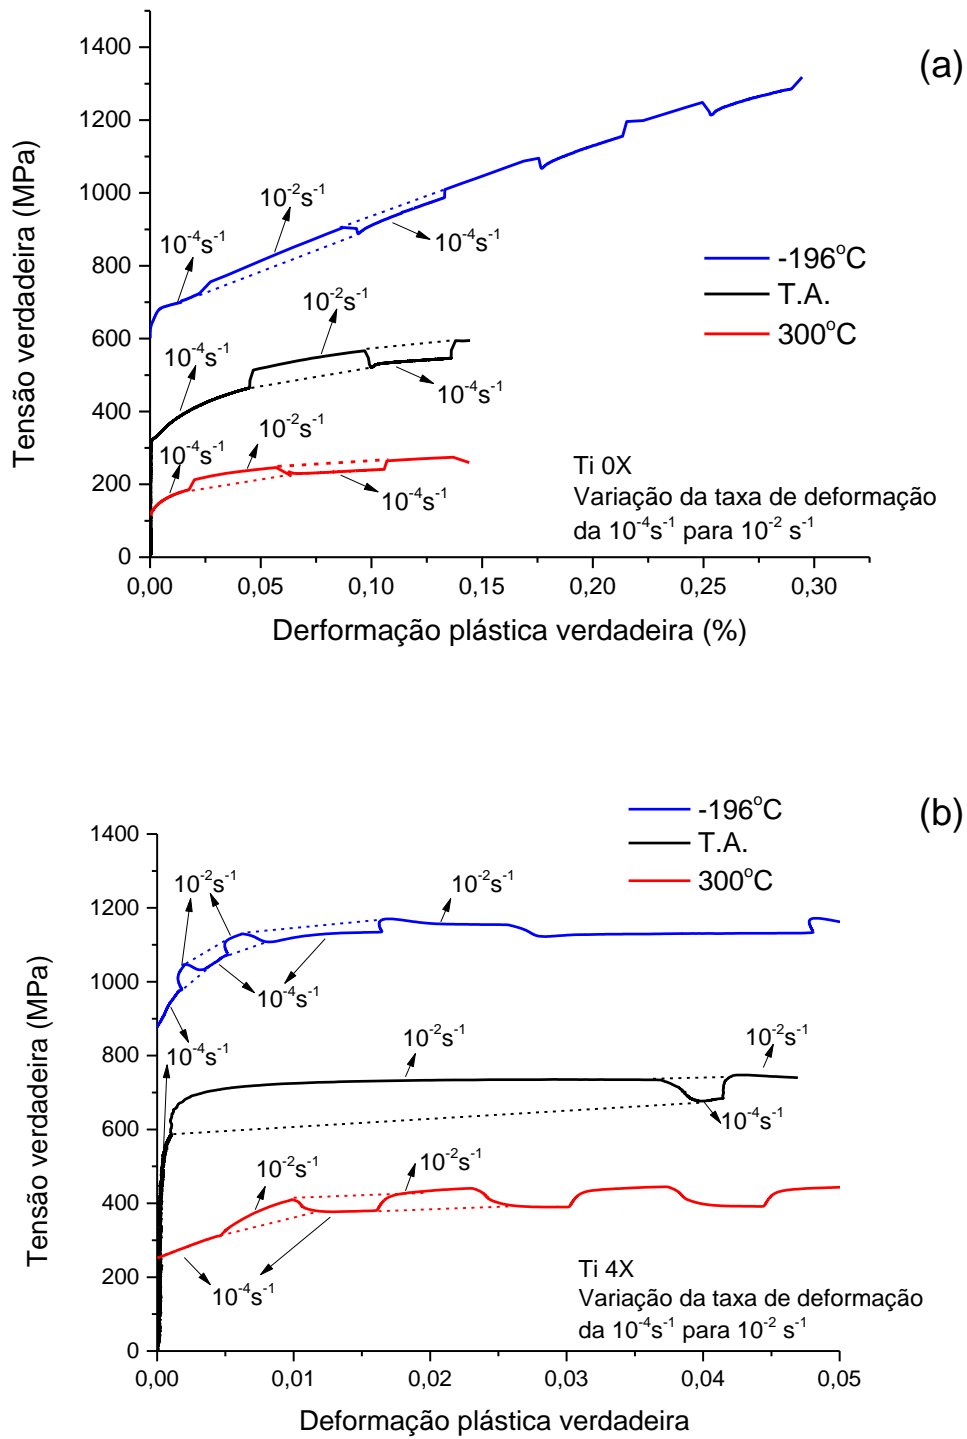 (a)
Tensão verdadeira (MPa)
1400
1200
1000
800
600
400
200
0
10⁻²s⁻¹
10⁻⁴s⁻¹
10⁻⁴s⁻¹
10⁻²s⁻¹
10⁻⁴s⁻¹
10⁻⁴s⁻¹
10⁻²s⁻¹
10⁻⁴s⁻¹
10⁻⁴s⁻¹
-196°C
T.A.
300°C
Ti 0X
Variação da taxa de deformação
da 10⁻⁴s⁻¹ para 10⁻² s⁻¹
0,00 0,05 0,10 0,15 0,20 0,25 0,30
Derformação plástica verdadeira (%)
(b)
-196°C
T.A.
300°C
Tensão verdadeira (MPa)
1400
1200
1000
800
600
400
200
0
10⁻²s⁻¹
10⁻²s⁻¹
10⁻⁴s⁻¹
10⁻⁴s⁻¹
10⁻²s⁻¹
10⁻²s⁻¹
10⁻⁴s⁻¹
10⁻²s⁻¹
10⁻²s⁻¹
10⁻⁴s⁻¹
Ti 4X
Variação da taxa de deformação
da 10⁻⁴s⁻¹ para 10⁻² s⁻¹
0,00 0,01 0,02 0,03 0,04 0,05
Deformação plástica verdadeira